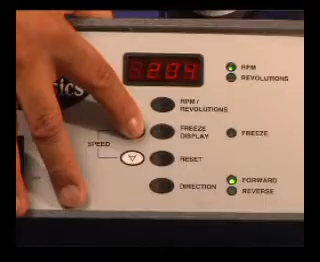 204
RPM
REVOLUTIONS
RPM /
REVOLUTIONS
FREEZE
DISPLAY
FREEZE
SPEED
RESET
DIRECTION
FORWARD
REVERSE